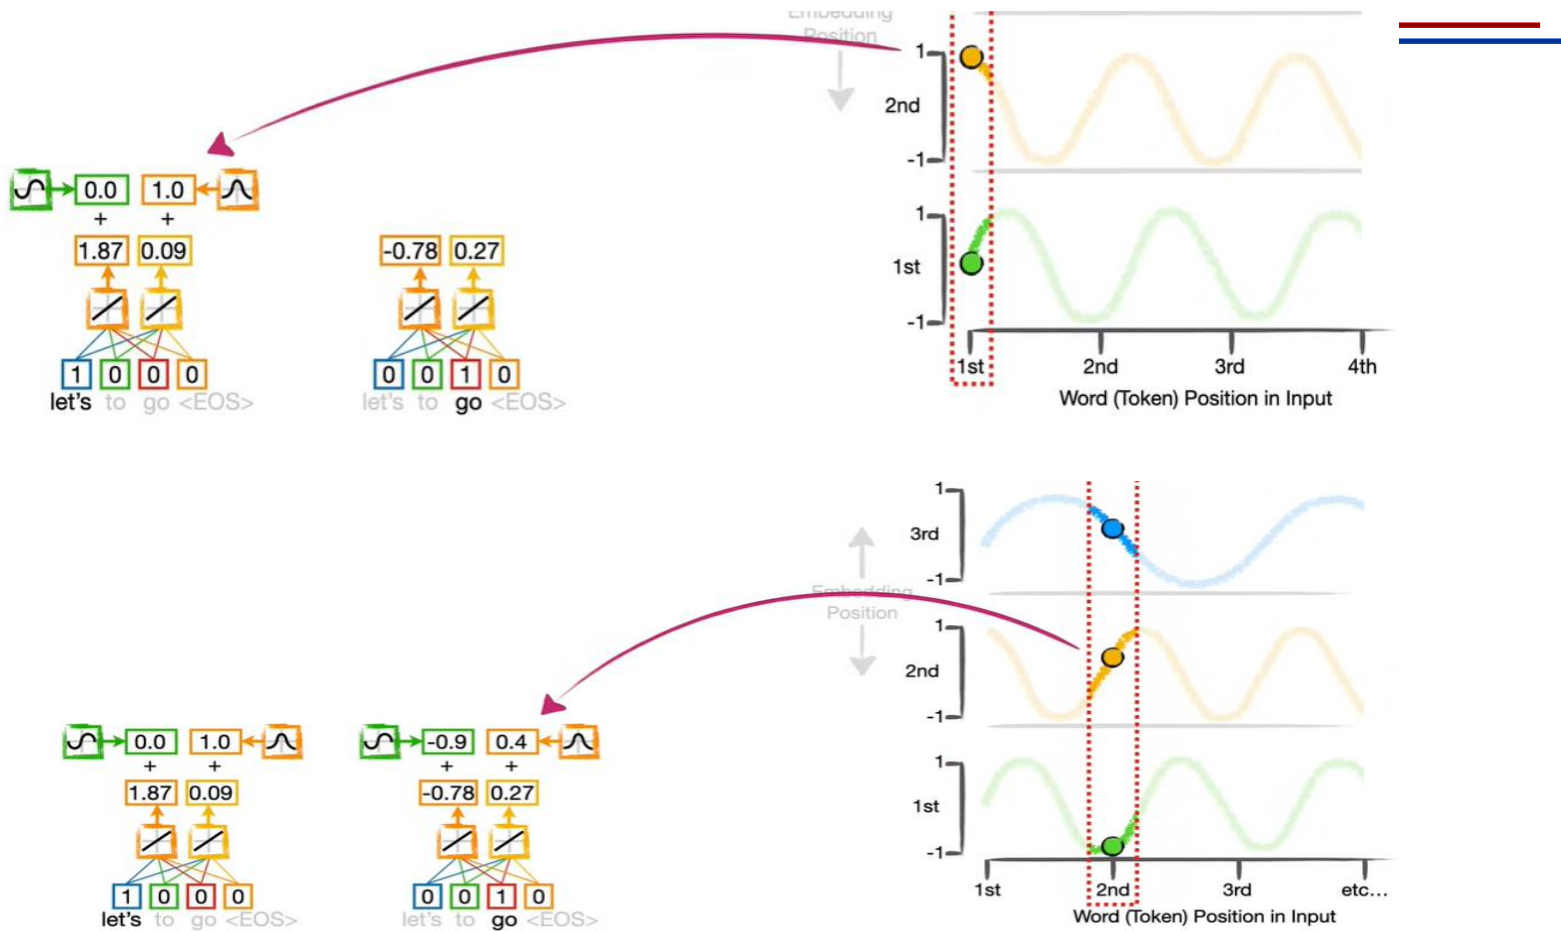 Embedding
Position
1
2nd
-1
0.0 1.0
+ +
1.87 0.09
1 0 0 0
let's to go <EOS>
-0.78 0.27
0 0 1 0
let's to go <EOS>
1
1st
-1
1st 2nd 3rd 4th
Word (Token) Position in Input
1
3rd
-1
Embedding
Position
1
2nd
-1
0.0 1.0
+ +
1.87 0.09
1 0 0 0
let's to go <EOS>
-0.9 0.4
+ +
-0.78 0.27
0 0 1 0
let's to go <EOS>
1
1st
-1
1st 2nd 3rd etc...
Word (Token) Position in Input